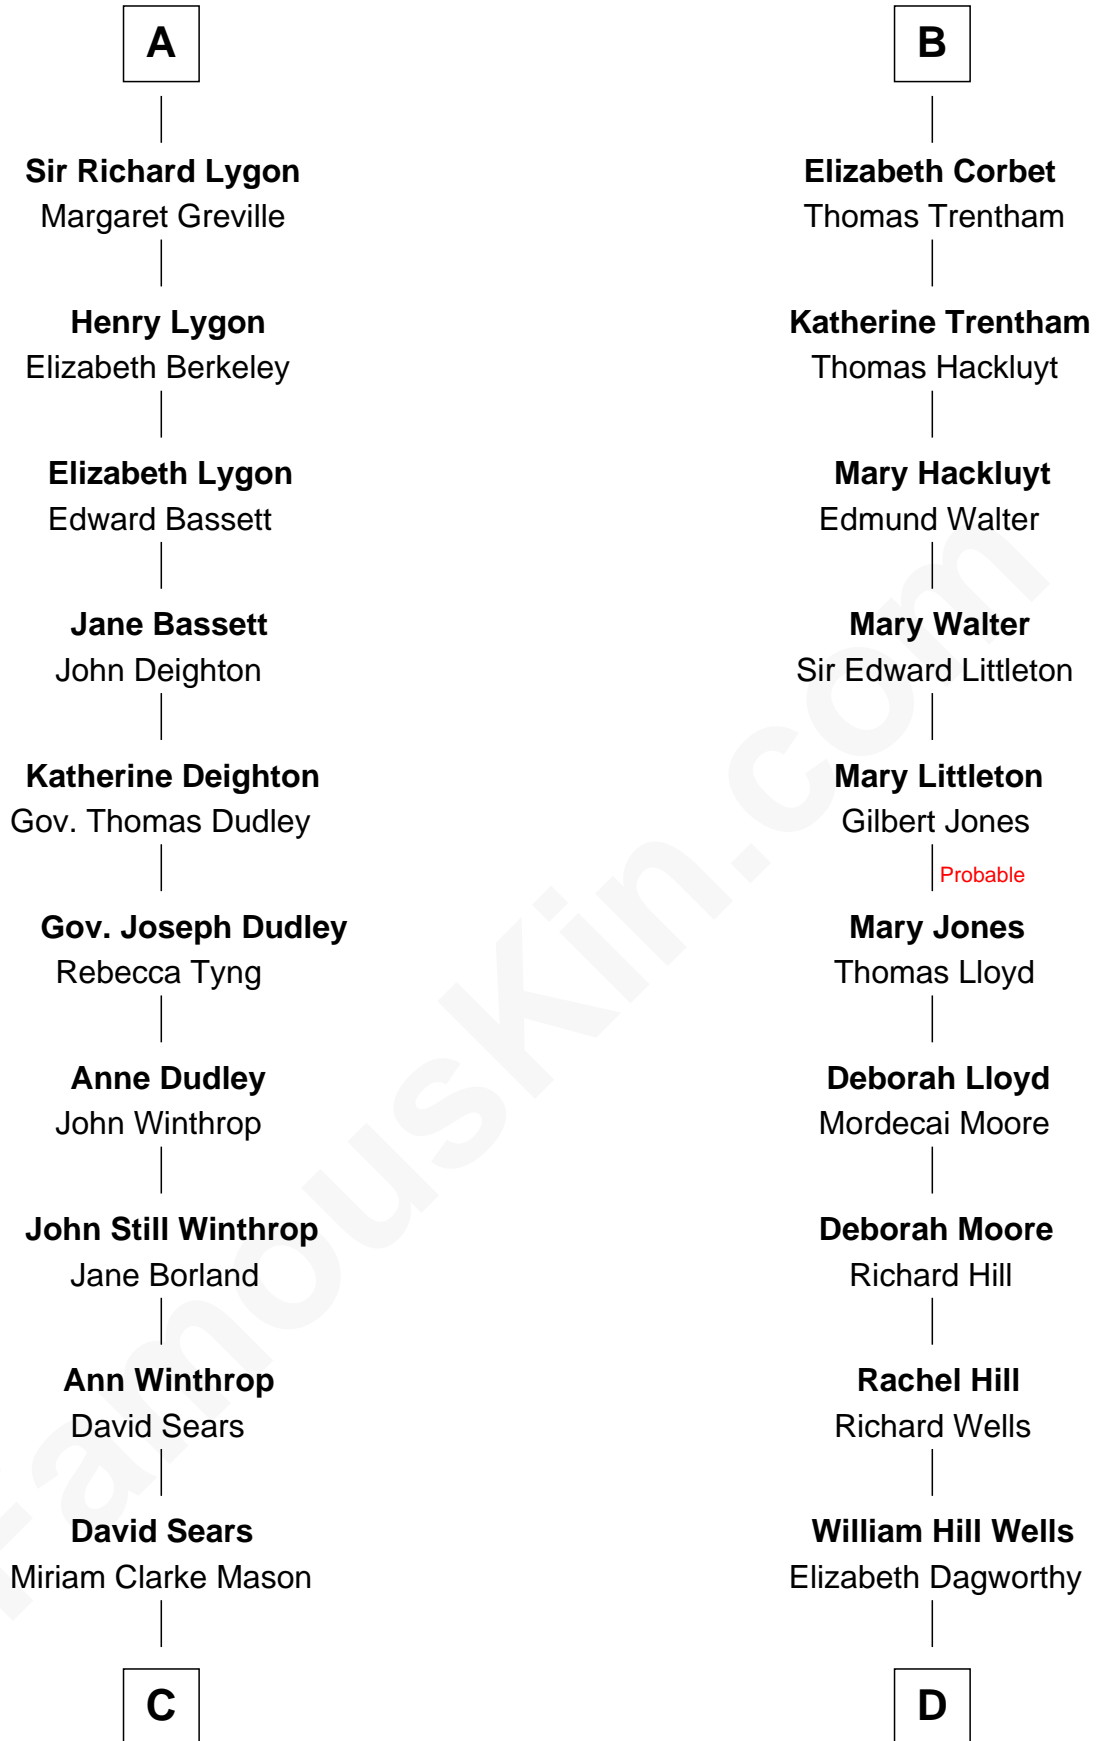 A
Sir Richard Lygon
Margaret Greville
Henry Lygon
Elizabeth Berkeley
Elizabeth Lygon
Edward Bassett
Jane Bassett
John Deighton
Katherine Deighton
Gov. Thomas Dudley
Gov. Joseph Dudley
Rebecca Tyng
Anne Dudley
John Winthrop
John Still Winthrop
Jane Borland
Ann Winthrop
David Sears
David Sears
Miriam Clarke Mason
C
B
Elizabeth Corbet
Thomas Trentham
Katherine Trentham
Thomas Hackluyt
Mary Hackluyt
Edmund Walter
Mary Walter
Sir Edward Littleton
Mary Littleton
Gilbert Jones
Probable
Mary Jones
Thomas Lloyd
Deborah Lloyd
Mordecai Moore
Deborah Moore
Richard Hill
Rachel Hill
Richard Wells
William Hill Wells
Elizabeth Dagworthy
D
FamousKin.com